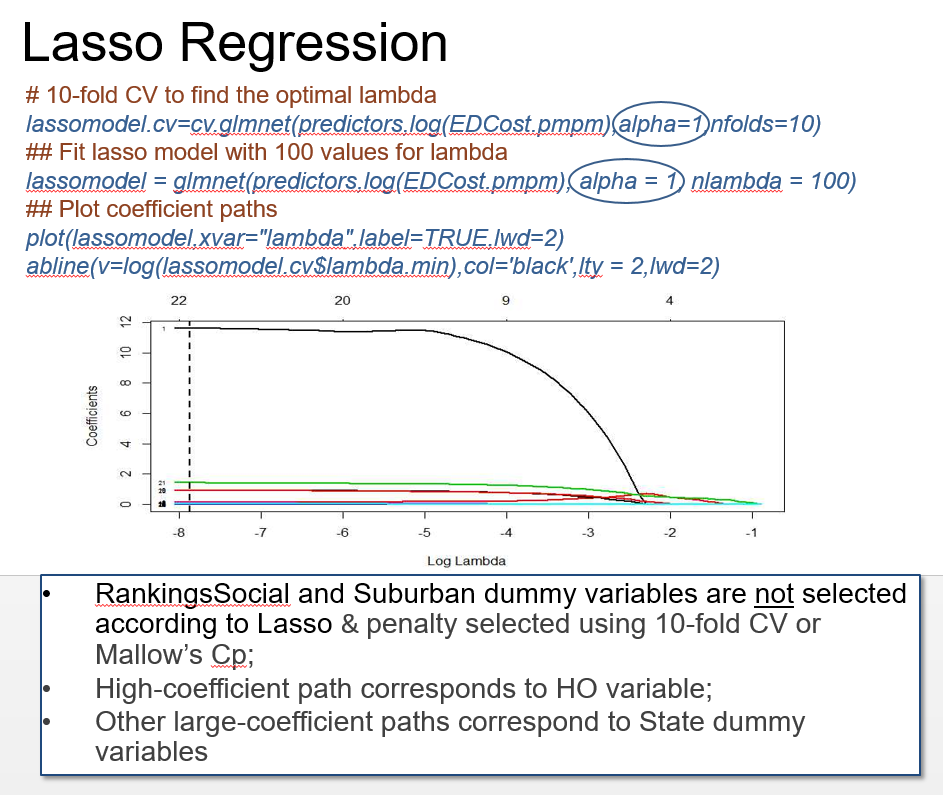 Lasso Regression
# 10-fold CV to find the optimal lambda
lassomodel.cv=cv.glmnet(predictors,log(EDCost.pmpm),alpha=1,nfolds=10)
## Fit lasso model with 100 values for lambda
lassomodel = glmnet(predictors,log(EDCost.pmpm), alpha = 1, nlambda = 100)
## Plot coefficient paths
plot(lassomodel,xvar="lambda",label=TRUE,lwd=2)
abline(v=log(lassomodel.cv$lambda.min),col='black',lty = 2,lwd=2)
22 20 9 4
12
10
8
6
4
2
0
Coefficients
1
21
-8 -7 -6 -5 -4 -3 -2 -1
Log Lambda
• RankingsSocial and Suburban dummy variables are not selected
according to Lasso & penalty selected using 10-fold CV or
Mallow’s Cp;
• High-coefficient path corresponds to HO variable;
• Other large-coefficient paths correspond to State dummy
variables